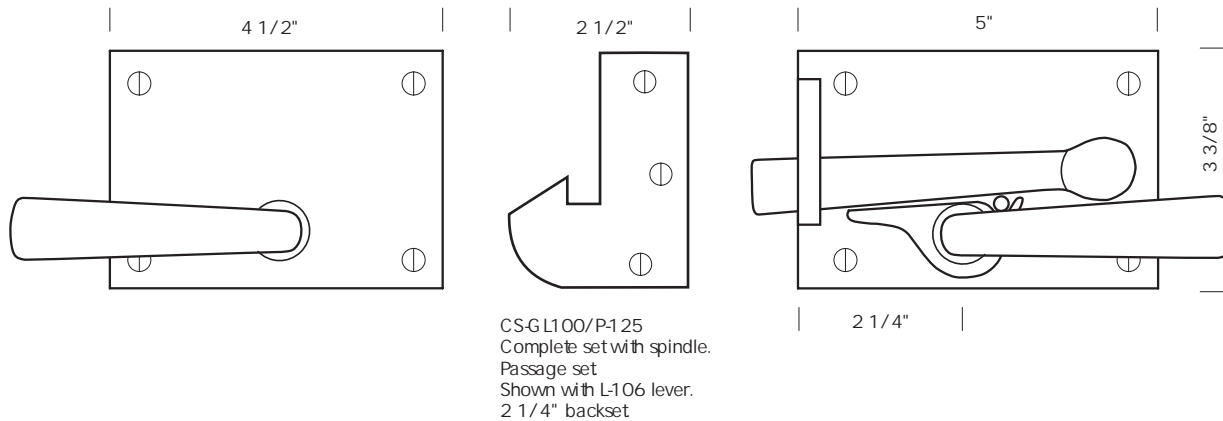 4 1/2"
2 1/2"
5"
3 3/8"
2 1/4"
CS-GL100/P-125
Complete set with spindle.
Passage set
Shown with L-106 lever.
2 1/4" backset